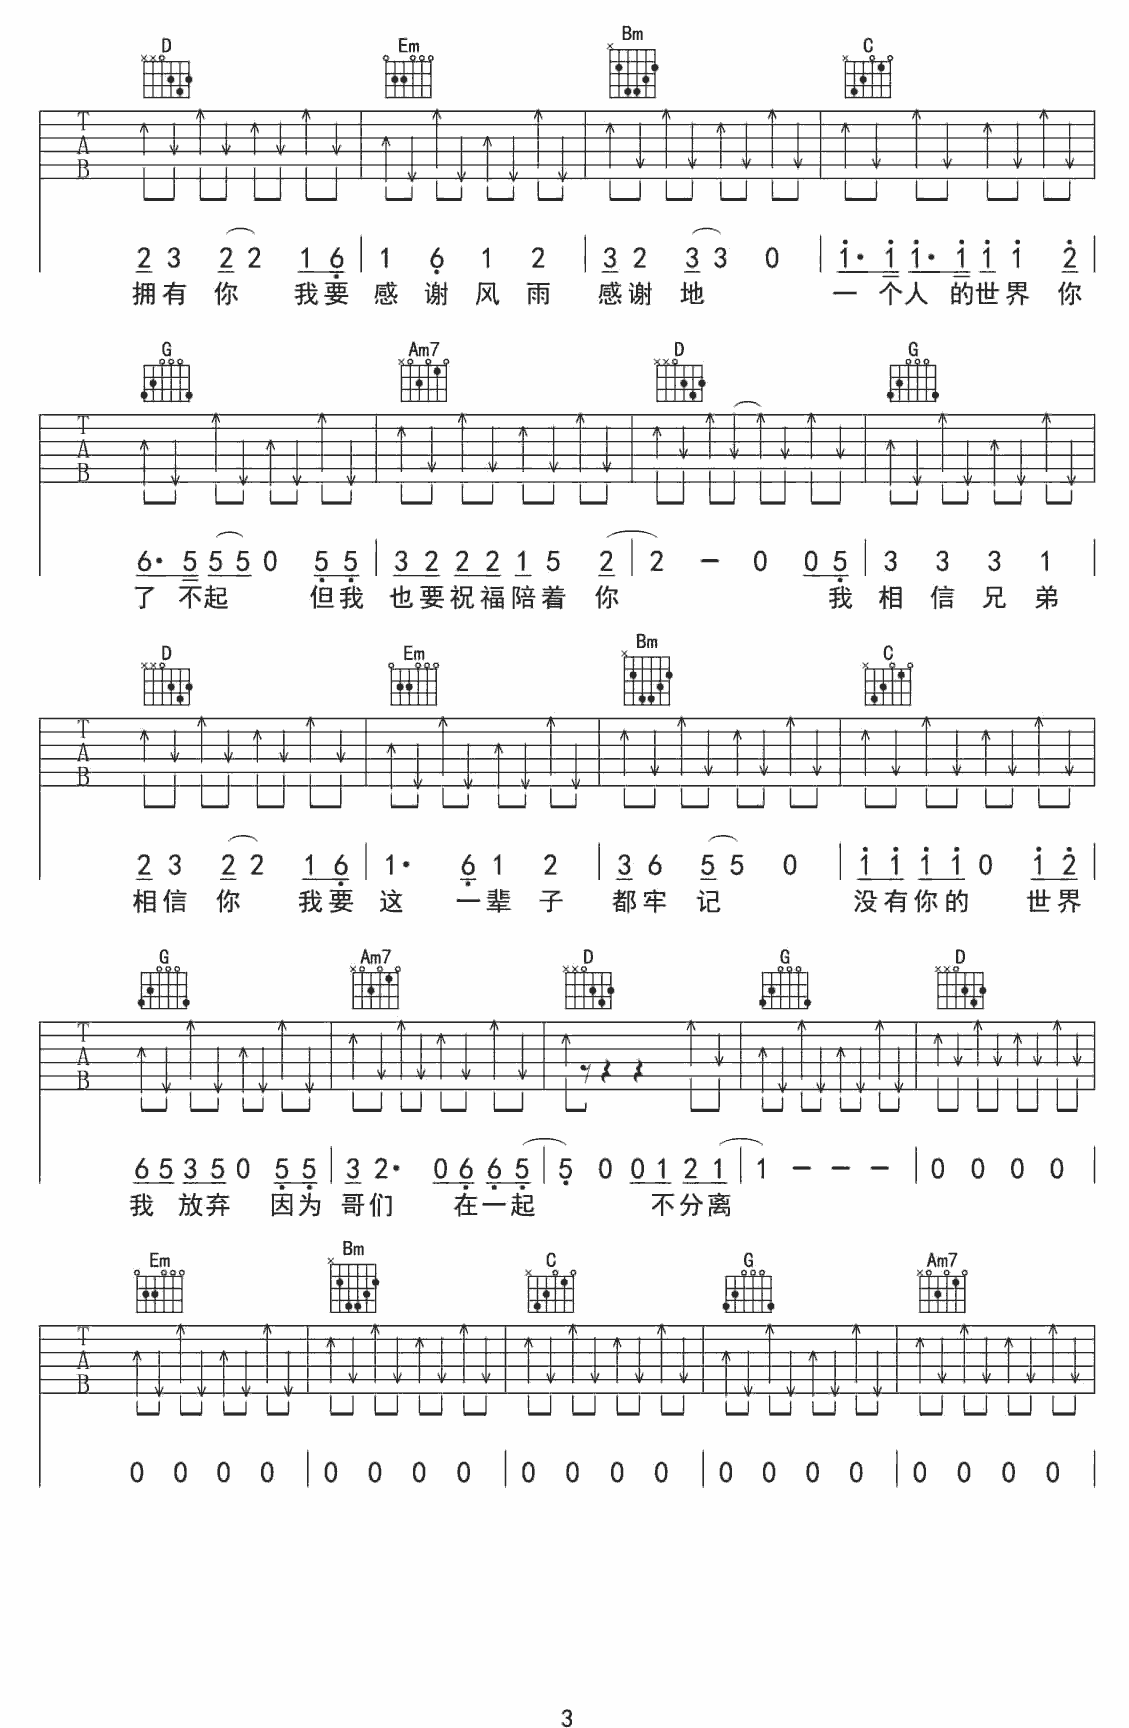 D Em Bm C
T
A
B
2 3 2 2 1 6 | 1 6 1 2 | 3 2 3 3 0 | 1· 1 1· 1 1 1 2 |
拥有 你 我要 感 谢 风 雨 感谢 地 一 个人 的世界 你
G Am7 D G
T
A
B
6· 5 5 5 0 5 5 | 3 2 2 2 1 5 2 | 2 - 0 0 5 | 3 3 3 1 |
了 不起 但我 也要祝福陪着 你 我 相 信 兄 弟
D Em Bm C
T
A
B
2 3 2 2 1 6 | 1· 6 1 2 | 3 6 5 5 0 | 1 1 1 1 0 1 2 |
相信 你 我要 这 一辈 子 都牢 记 没有你的 世界
G Am7 D G D
T
A
B
6 5 3 5 0 5 5 | 3 2· 0 6 6 5 | 5 0 0 1 2 1 | 1 - - - | 0 0 0 0 |
我 放弃 因为 哥们 在一起 不分离
Em Bm C G Am7
T
A
B
0 0 0 0 | 0 0 0 0 | 0 0 0 0 | 0 0 0 0 | 0 0 0 0 |
3